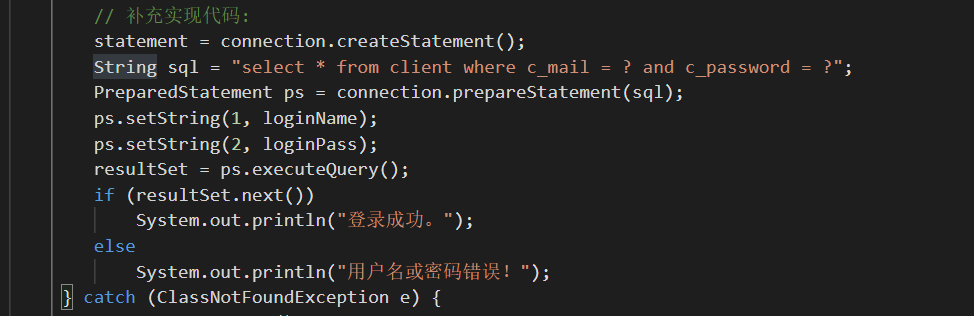 // 补充实现代码:
statement = connection.createStatement();
String sql = "select * from client where c_mail = ? and c_password = ?";
PreparedStatement ps = connection.prepareStatement(sql);
ps.setString(1, loginName);
ps.setString(2, loginPass);
resultSet = ps.executeQuery();
if (resultSet.next())
System.out.println("登录成功。");
else
System.out.println("用户名或密码错误！");
} catch (ClassNotFoundException e) {